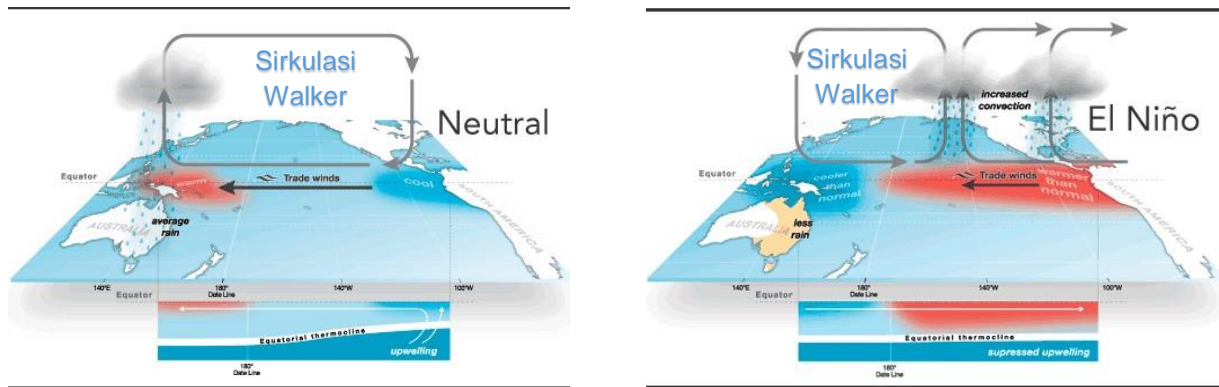 Sirkulasi
Walker
Neutral
Equator
warm
Trade winds
cool
SOUTH AMERICA
AUSTRALIA
average
rain
140°E
180°
Date Line
140°W
100°W
Equator
Equatorial thermocline
upwelling
180°
Date Line
Sirkulasi
Walker
increased
convection
El Niño
Equator
cooler
than
normal
Trade winds
warmer
than
normal
SOUTH AMERICA
AUSTRALIA
less
rain
140°E
180°
Date Line
140°W
100°W
Equator
Equatorial thermocline
supressed upwelling
180°
Date Line